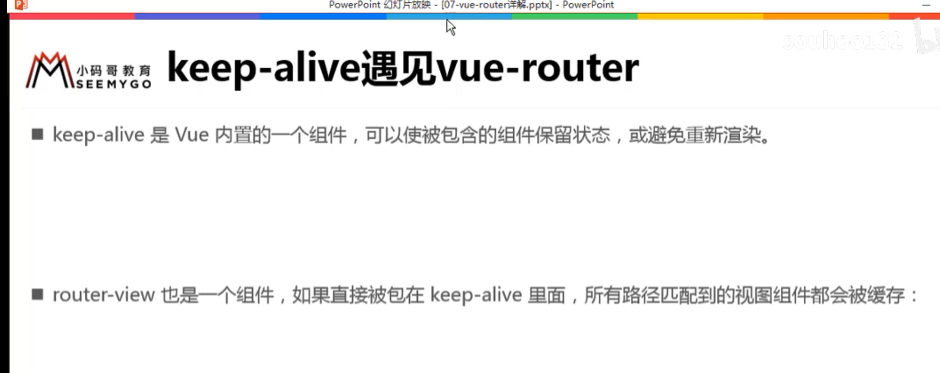 PowerPoint 幻灯片放映 - [07-vue-router详解.pptx] - PowerPoint
小码哥教育
SEEMYGO
keep-alive遇见vue-router
keep-alive 是 Vue 内置的一个组件，可以使被包含的组件保留状态，或避免重新渲染。
router-view 也是一个组件，如果直接被包在 keep-alive 里面，所有路径匹配到的视图组件都会被缓存：